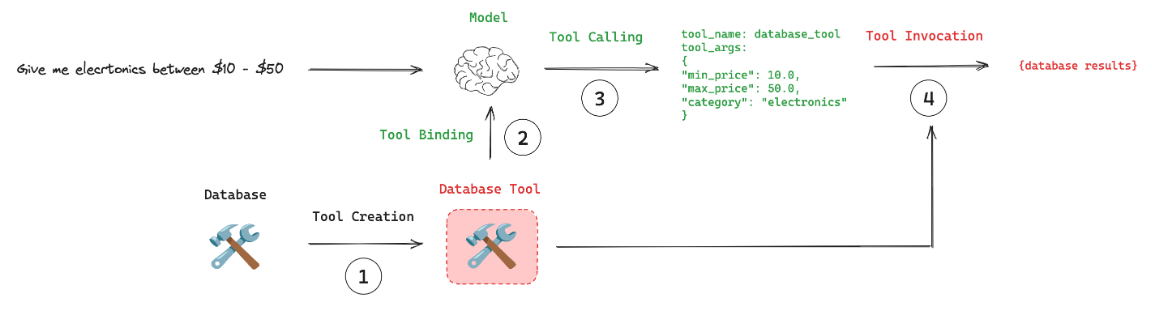 Model
Tool Calling
tool_name: database_tool
Tool Invocation
tool_args:
Give me elecrtonics between $10 - $50
{
{database results}
"min_price": 10.0,
"max_price": 50.0,
"category": "electronics"
}
3
4
Tool Binding
2
Database
Database Tool
Tool Creation
1